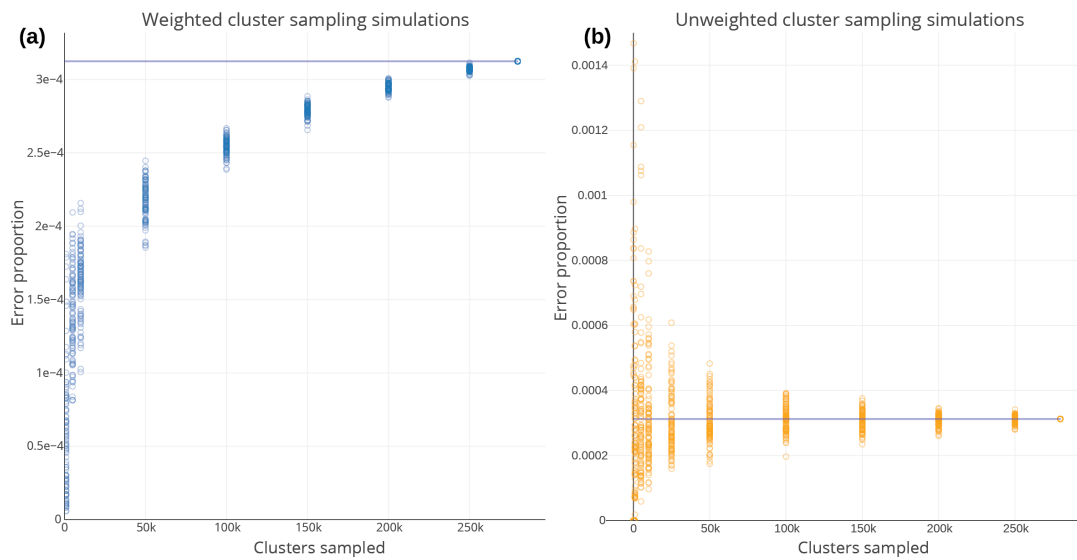 Weighted cluster sampling simulations
(a)
3e−4
2.5e−4
2e−4
1.5e−4
1e−4
0.5e−4
0
Error proportion
0 50k 100k 150k 200k 250k
Clusters sampled
Unweighted cluster sampling simulations
(b)
0.0014
0.0012
0.001
0.0008
0.0006
0.0004
0.0002
0
Error proportion
0 50k 100k 150k 200k 250k
Clusters sampled